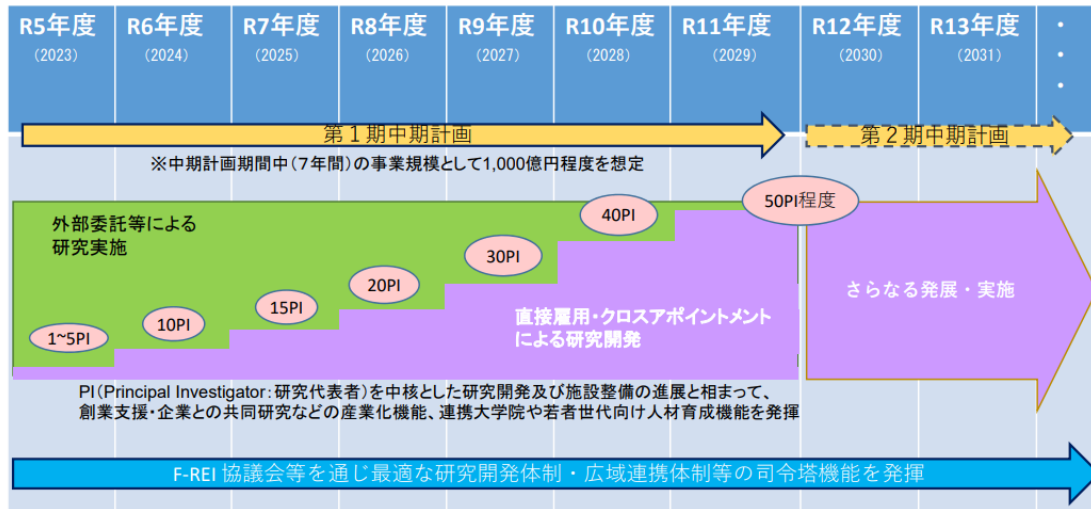 R5年度
(2023)
R6年度
(2024)
R7年度
(2025)
R8年度
(2026)
R9年度
(2027)
R10年度
(2028)
R11年度
(2029)
R12年度
(2030)
R13年度
(2031)
・
・
・
第1期中期計画
第2期中期計画
※中期計画期間中(7年間)の事業規模として1,000億円程度を想定
外部委託等による
研究実施
1~5PI
10PI
15PI
20PI
30PI
40PI
50PI程度
直接雇用・クロスアポイントメント
による研究開発
さらなる発展・実施
PI(Principal Investigator:研究代表者)を中核とした研究開発及び施設整備の進展と相まって、
創業支援・企業との共同研究などの産業化機能、連携大学院や若者世代向け人材育成機能を発揮
F-REI 協議会等を通じ最適な研究開発体制・広域連携体制等の司令塔機能を発揮